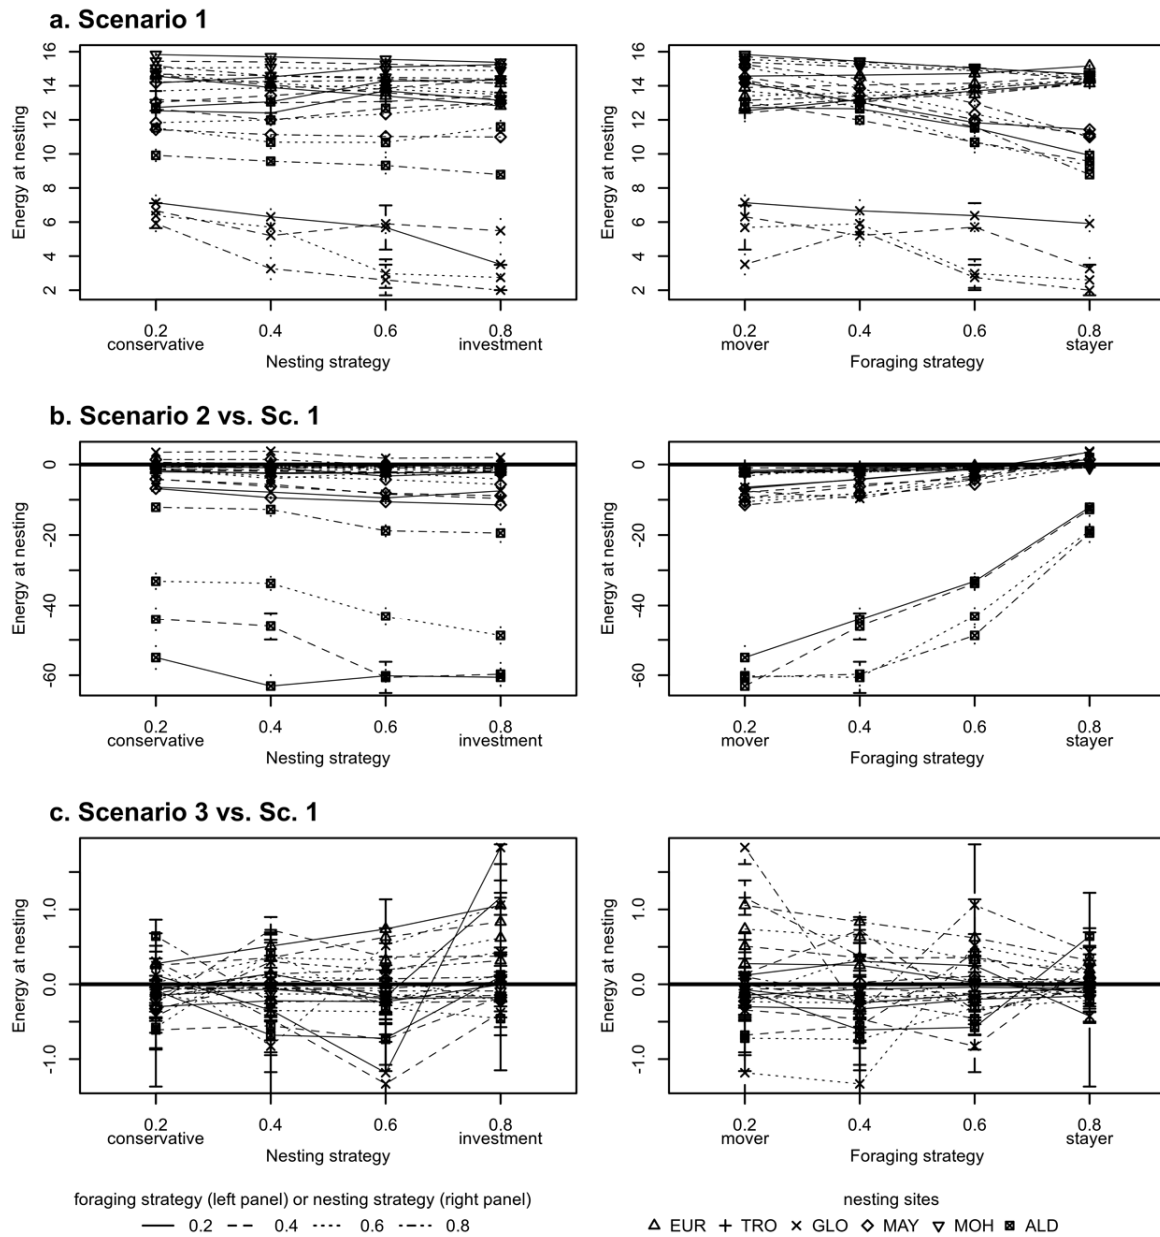 a. Scenario 1
Energy at nesting
16
14
12
10
8
6
4
2
0.2 0.4 0.6 0.8
conservative investment
Nesting strategy
Energy at nesting
16
14
12
10
8
6
4
2
0.2 0.4 0.6 0.8
mover stayer
Foraging strategy
b. Scenario 2 vs. Sc. 1
Energy at nesting
0
-20
-40
-60
0.2 0.4 0.6 0.8
conservative investment
Nesting strategy
Energy at nesting
0
-20
-40
-60
0.2 0.4 0.6 0.8
mover stayer
Foraging strategy
c. Scenario 3 vs. Sc. 1
Energy at nesting
1.0
0.0
-1.0
0.2 0.4 0.6 0.8
conservative investment
Nesting strategy
Energy at nesting
1.0
0.0
-1.0
0.2 0.4 0.6 0.8
mover stayer
Foraging strategy
foraging strategy (left panel) or nesting strategy (right panel)
0.2 0.4 0.6 0.8
nesting sites
EUR TRO GLO MAY MOH ALD